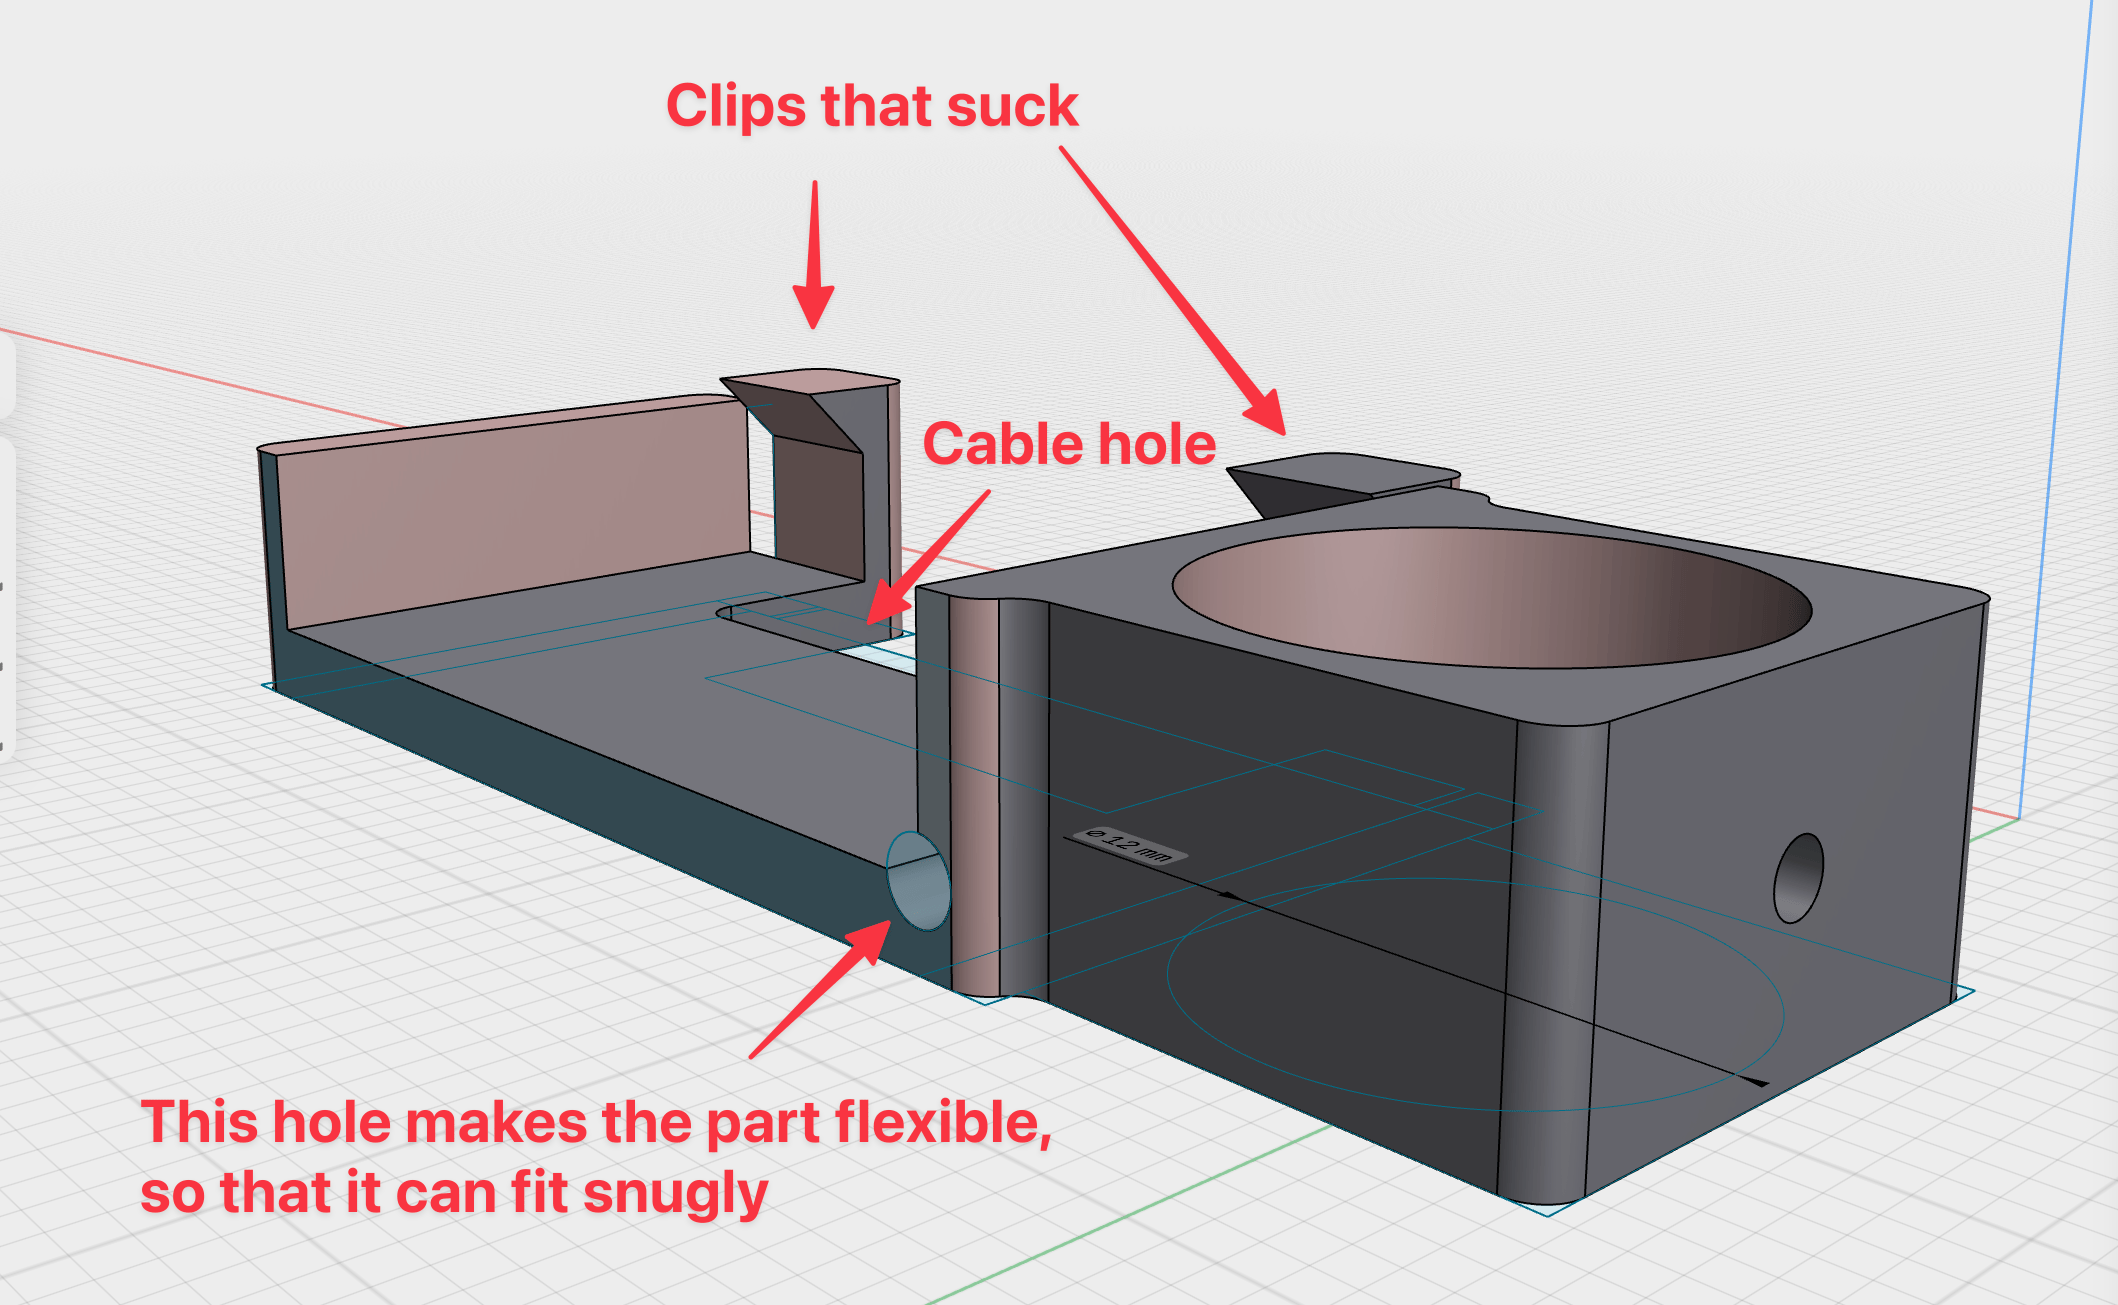 Clips that suck
Cable hole
⌀ 12 mm
This hole makes the part flexible,
so that it can fit snugly